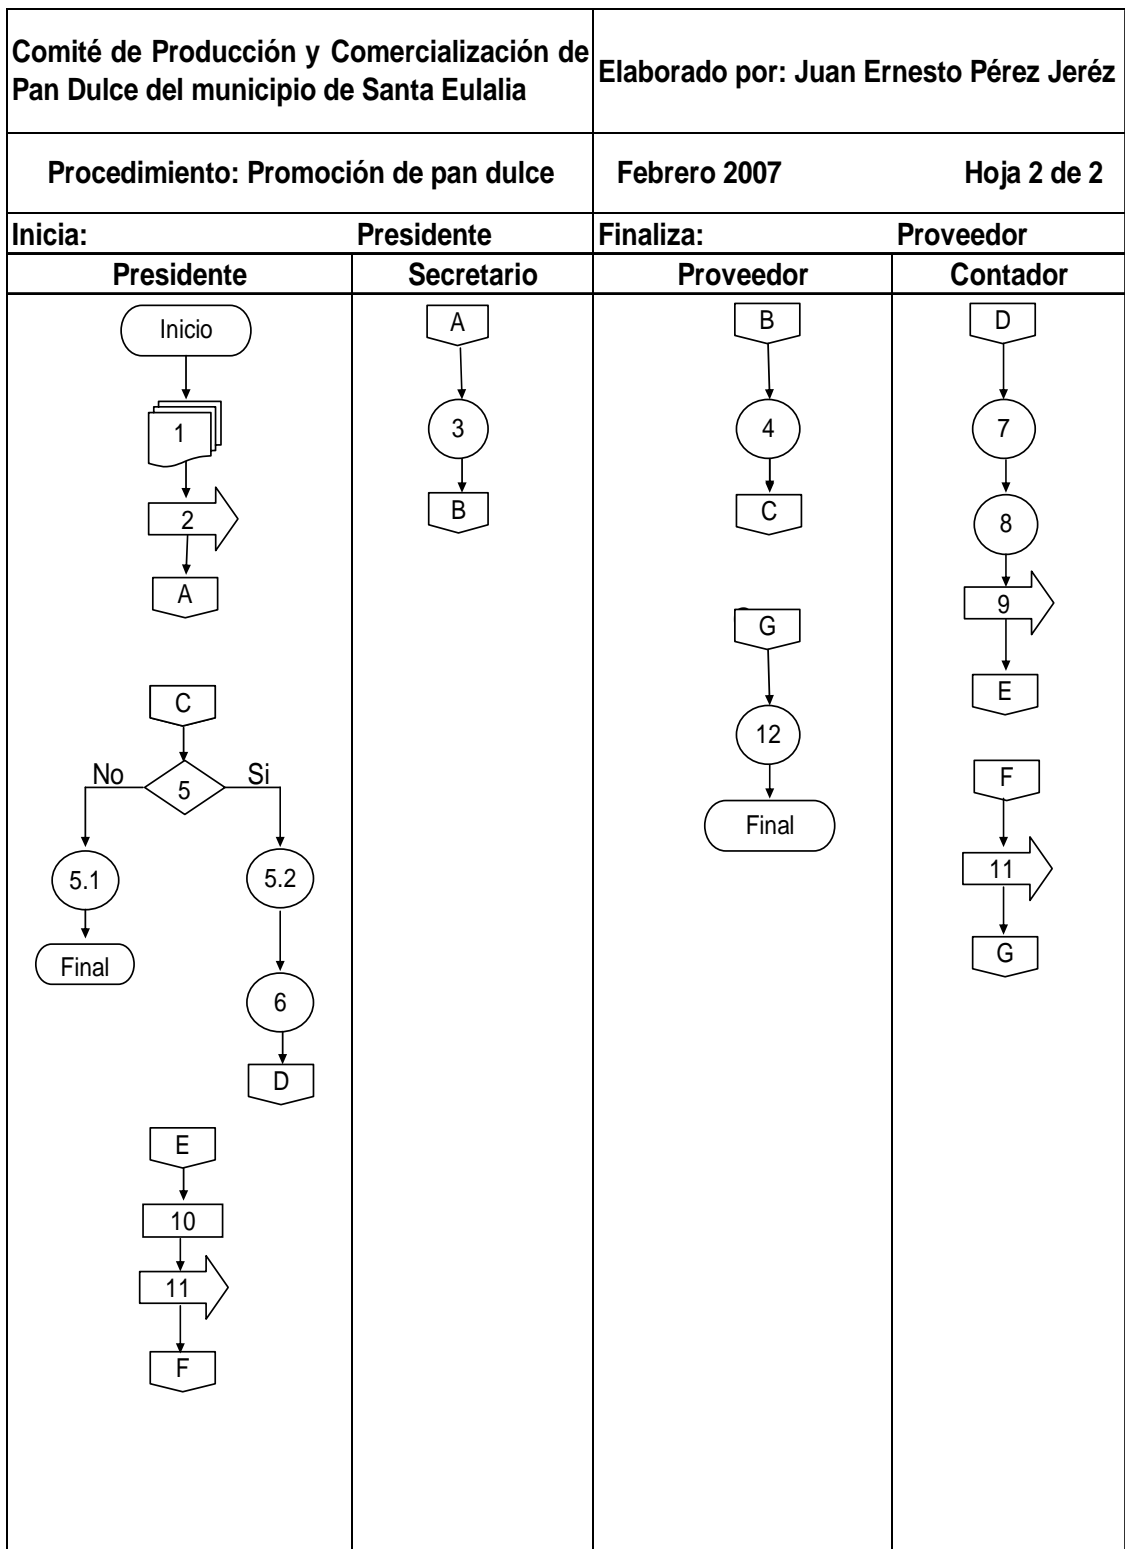 Comité de Producción y Comercialización de
Pan Dulce del municipio de Santa Eulalia
Elaborado por: Juan Ernesto Pérez Jeréz
Procedimiento: Promoción de pan dulce
Febrero 2007 Hoja 2 de 2
Inicia: Presidente
Finaliza: Proveedor
Presidente
Secretario
Proveedor
Contador
Inicio
1
2
A
C
No
5
Si
5.1
5.2
Final
6
D
E
10
11
F
A
3
B
B
4
C
G
12
Final
D
7
8
9
E
F
11
G